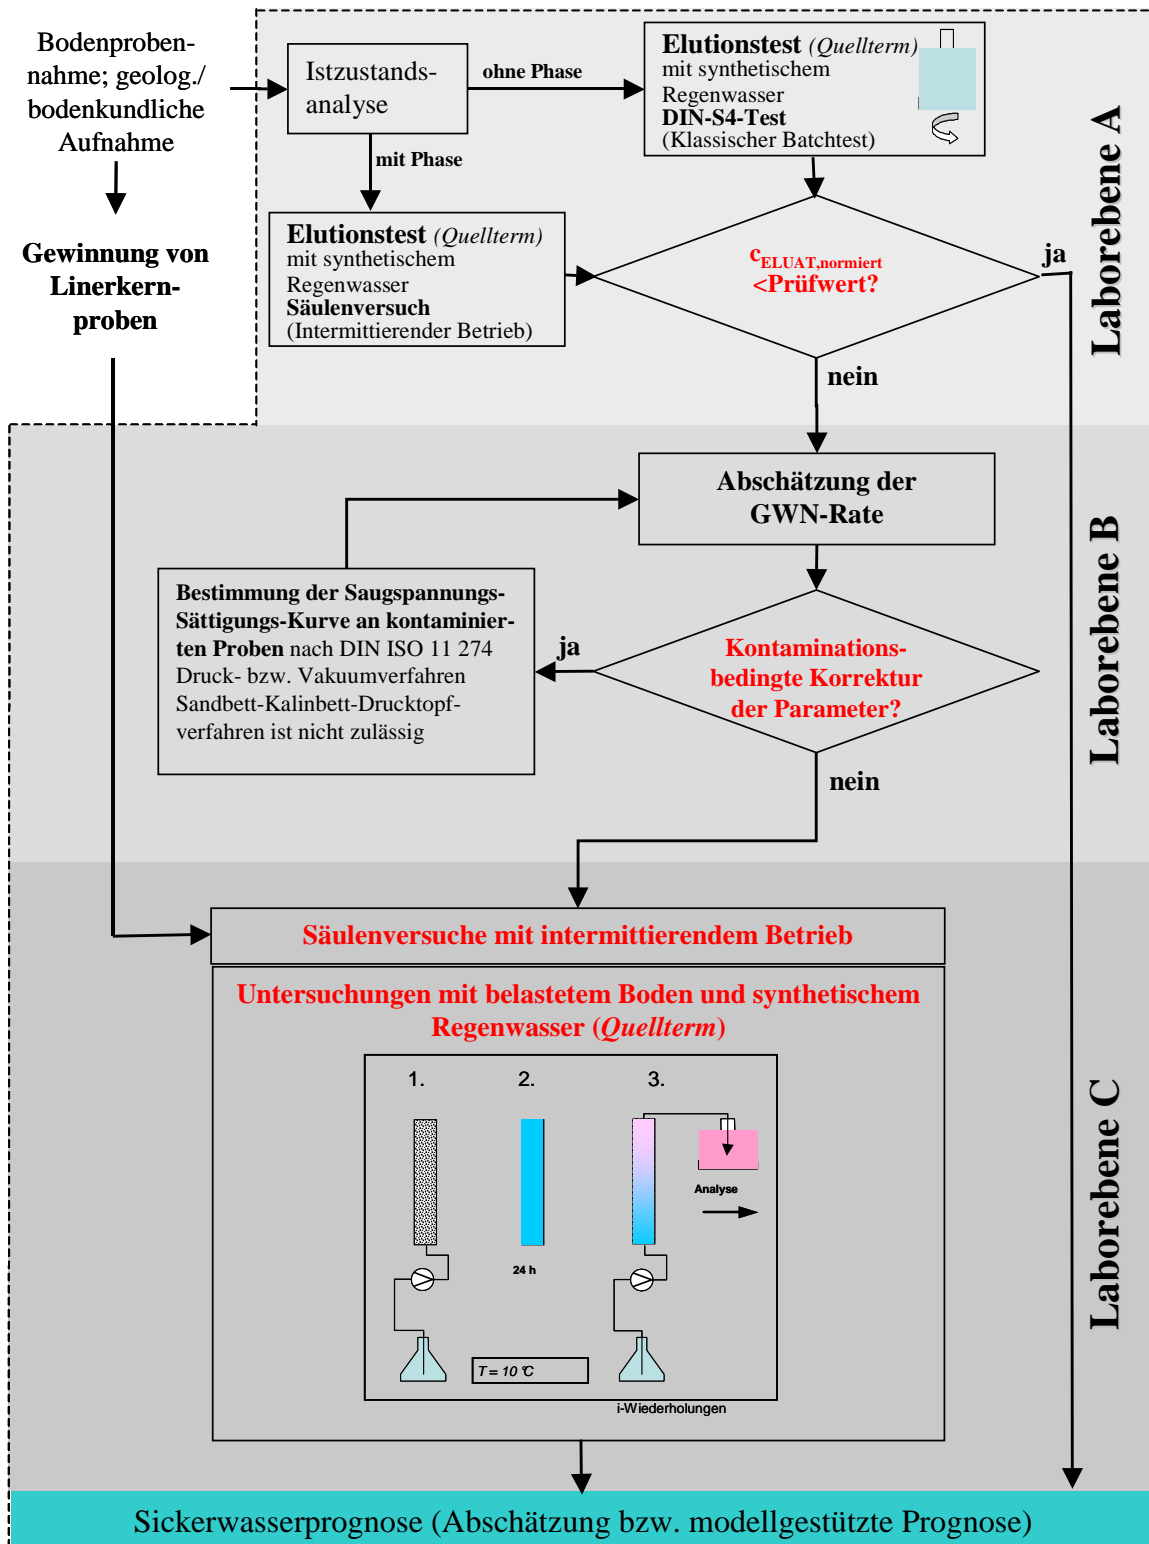 Bodenproben-
nahme; geolog./
bodenkundliche
Aufnahme
Gewinnung von
Linerkern-
proben
Istzustands-
analyse
ohne Phase
mit Phase
Elutionstest (Quellterm)
mit synthetischem
Regenwasser
DIN-S4-Test
(Klassischer Batchtest)
Elutionstest (Quellterm)
mit synthetischem
Regenwasser
Säulenversuch
(Intermittierender Betrieb)
cELUAT,normiert
<Prüfwert?
ja
nein
Laborebene A
Abschätzung der
GWN-Rate
Bestimmung der Saugspannungs-
Sättigungs-Kurve an kontaminier-
ten Proben nach DIN ISO 11 274
Druck- bzw. Vakuumverfahren
Sandbett-Kalinbett-Drucktopf-
verfahren ist nicht zulässig
ja
Kontaminations-
bedingte Korrektur
der Parameter?
nein
Laborebene B
Säulenversuche mit intermittierendem Betrieb
Untersuchungen mit belastetem Boden und synthetischem
Regenwasser (Quellterm)
1. 2. 3.
Analyse
24 h
T = 10 °C
i-Wiederholungen
Laborebene C
Sickerwasserprognose (Abschätzung bzw. modellgestützte Prognose)